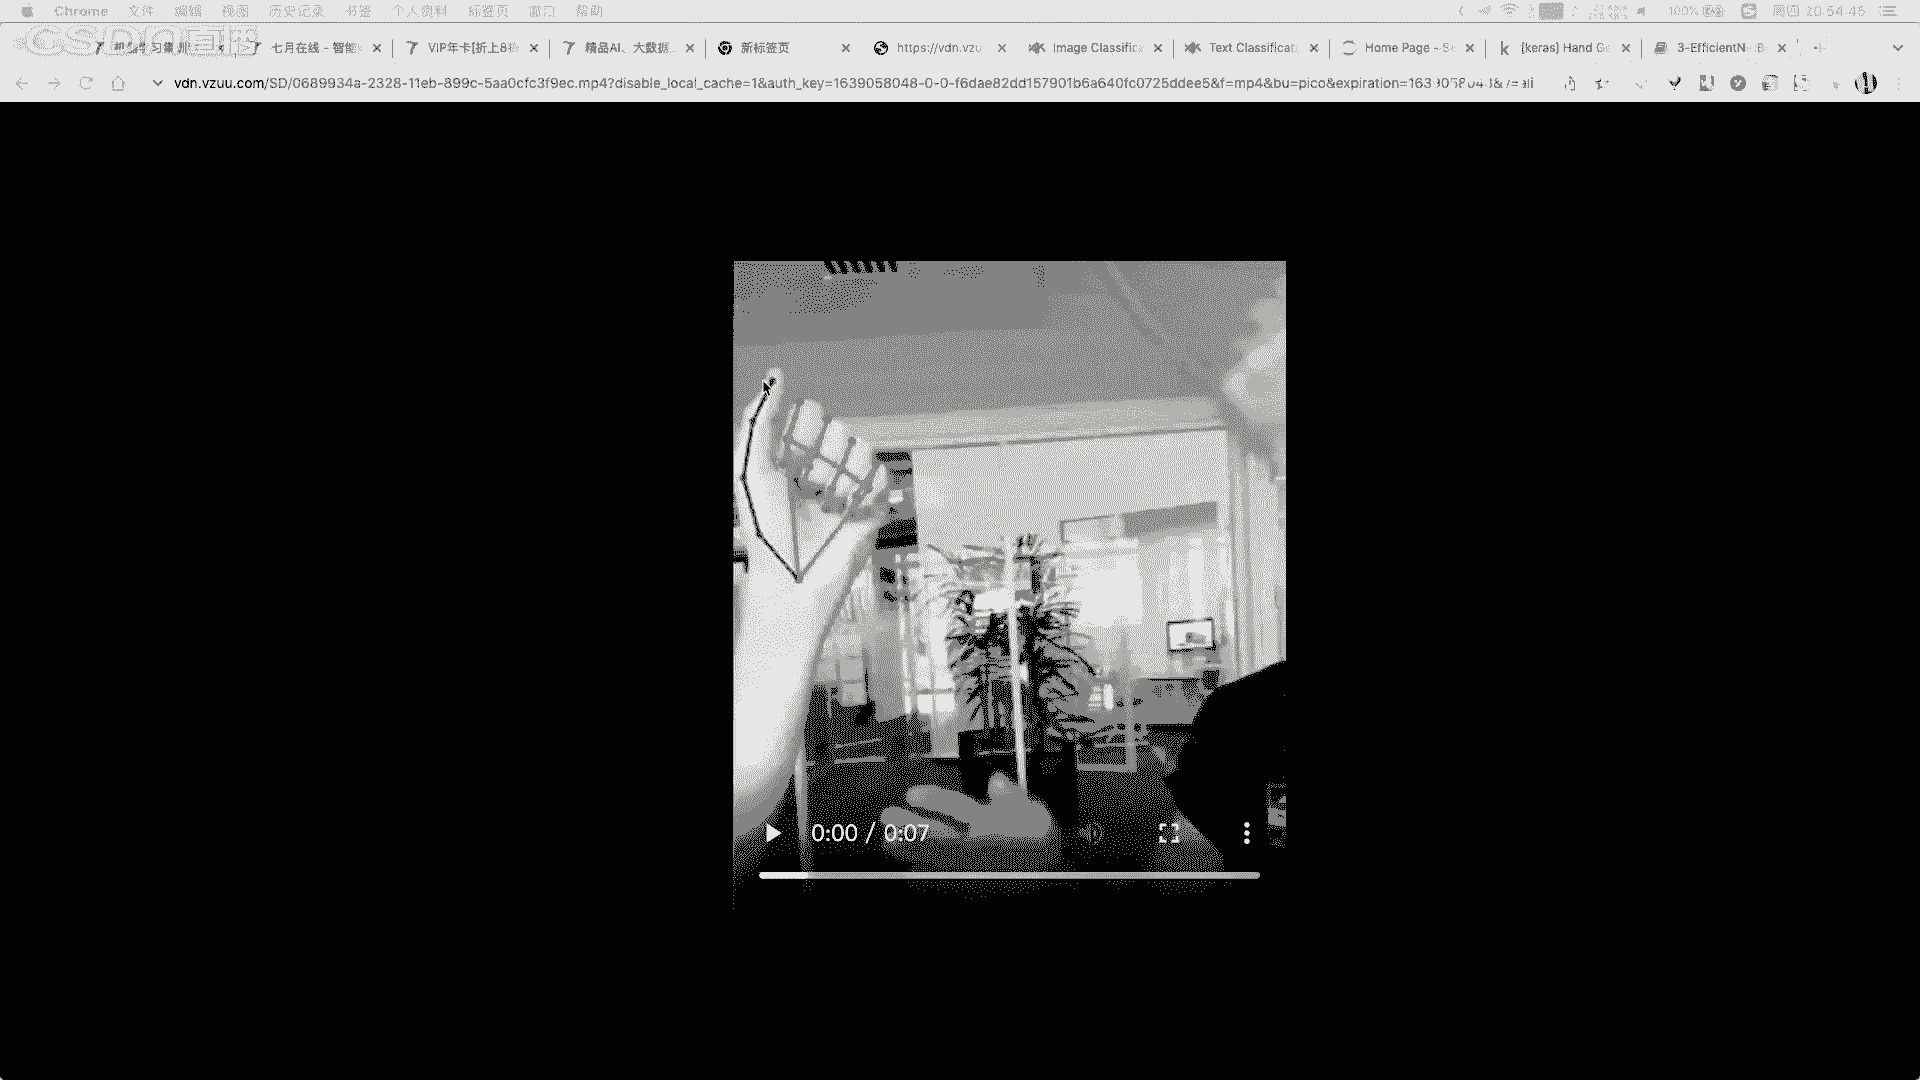 Chrome 文件 编辑 视图 历史记录 书签 个人资料 标签页 窗口 帮助 100% 周四 20:54:45
CSDN直播
七月在线 - 智能 VIP年卡[折上8 精品AI、大数据 新标签页 https://vdn.vzu Image Classific Text Classificat Home Page - S [keras] Hand G 3-EfficientN
vdn.vzuu.com/SD/0689934a-2328-11eb-899c-5aa0cfc3f9ec.mp4?disable_local_cache=1&auth_key=1639058048-0-0-f6dae82dd157901b6a640fc0725ddee5&f=mp4&bu=pico&expiration=1639058048&
0:00 / 0:07